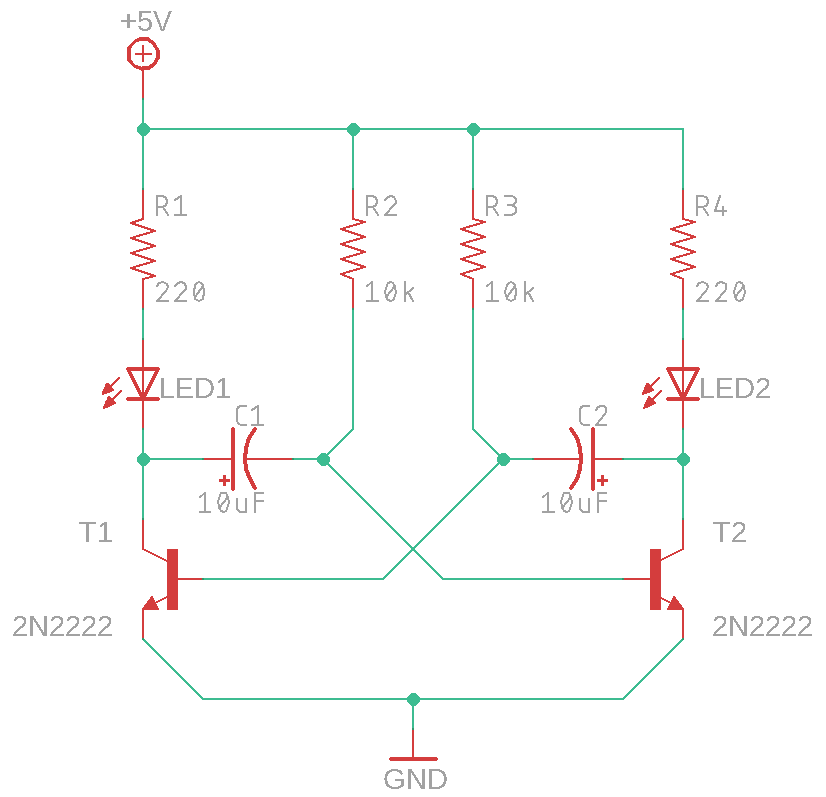 +5V
R1
R2
R3
R4
220
10k
10k
220
LED1
LED2
C1
C2
+
+
10uF
10uF
T1
T2
2N2222
2N2222
GND